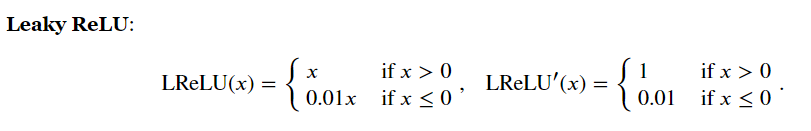 Leaky ReLU:
LReLU(x) = { x if x > 0
0.01x if x ≤ 0 , LReLU′(x) = { 1 if x > 0
0.01 if x ≤ 0 .